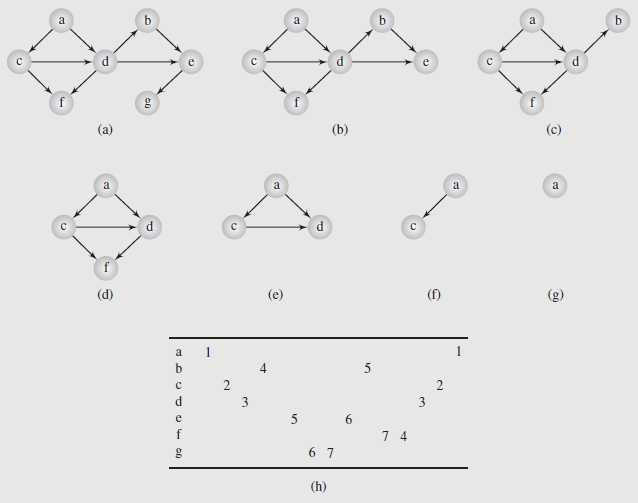 a b
c d e
f g
(a)
a b
c d e
f
(b)
a b
c d
f
(c)
a
c d
f
(d)
a
c d
(e)
a
c
(f)
a
(g)
a 1 1
b 4 5
c 2 2
d 3 3
e 5 6
f 7 4
g 6 7
(h)